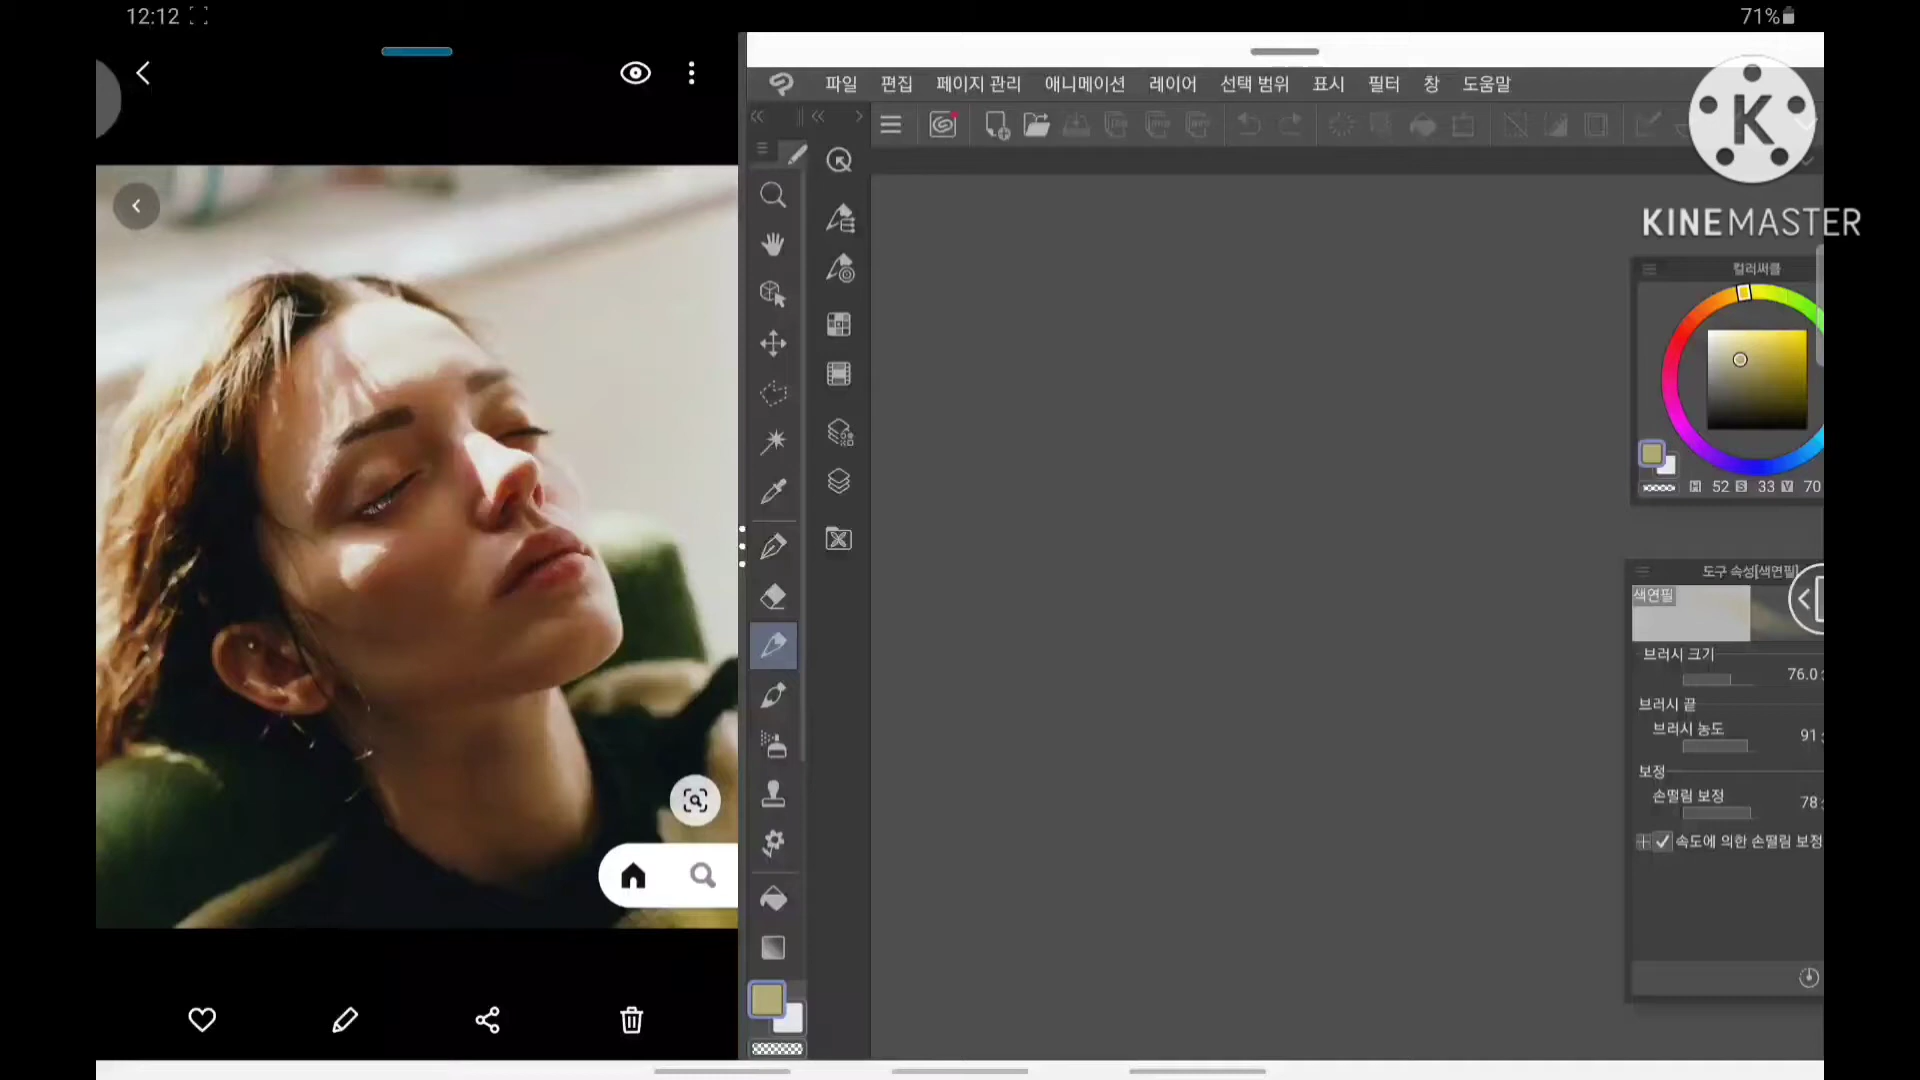 12:12
71%
파일 편집 페이지 관리 애니메이션 레이어 선택 범위 표시 필터 창 도움말
K
KINEMASTER
컬러써클
H 52 S 33 V 70
도구 속성[색연필]
색연필
브러시 크기
76.0
브러시 끝
브러시 농도
91
보정
손떨림 보정
78
속도에 의한 손떨림 보정